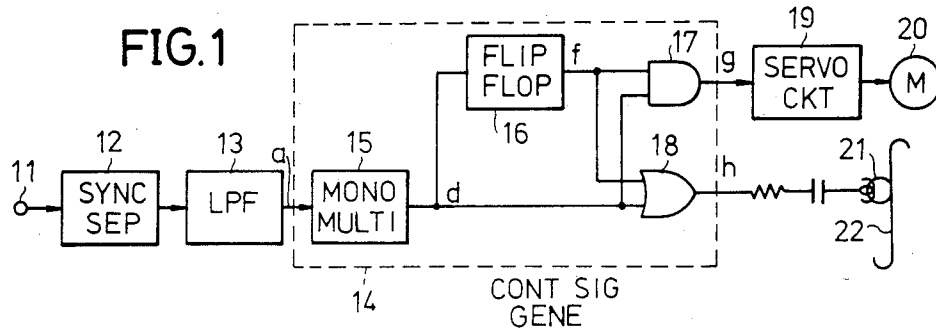 FIG.1
11
12
SYNC
SEP
13
LPF
a
14
15
MONO
MULTI
d
FLIP
FLOP
16
f
17
g
18
h
19
SERVO
CKT
20
M
21
22
CONT SIG
GENE